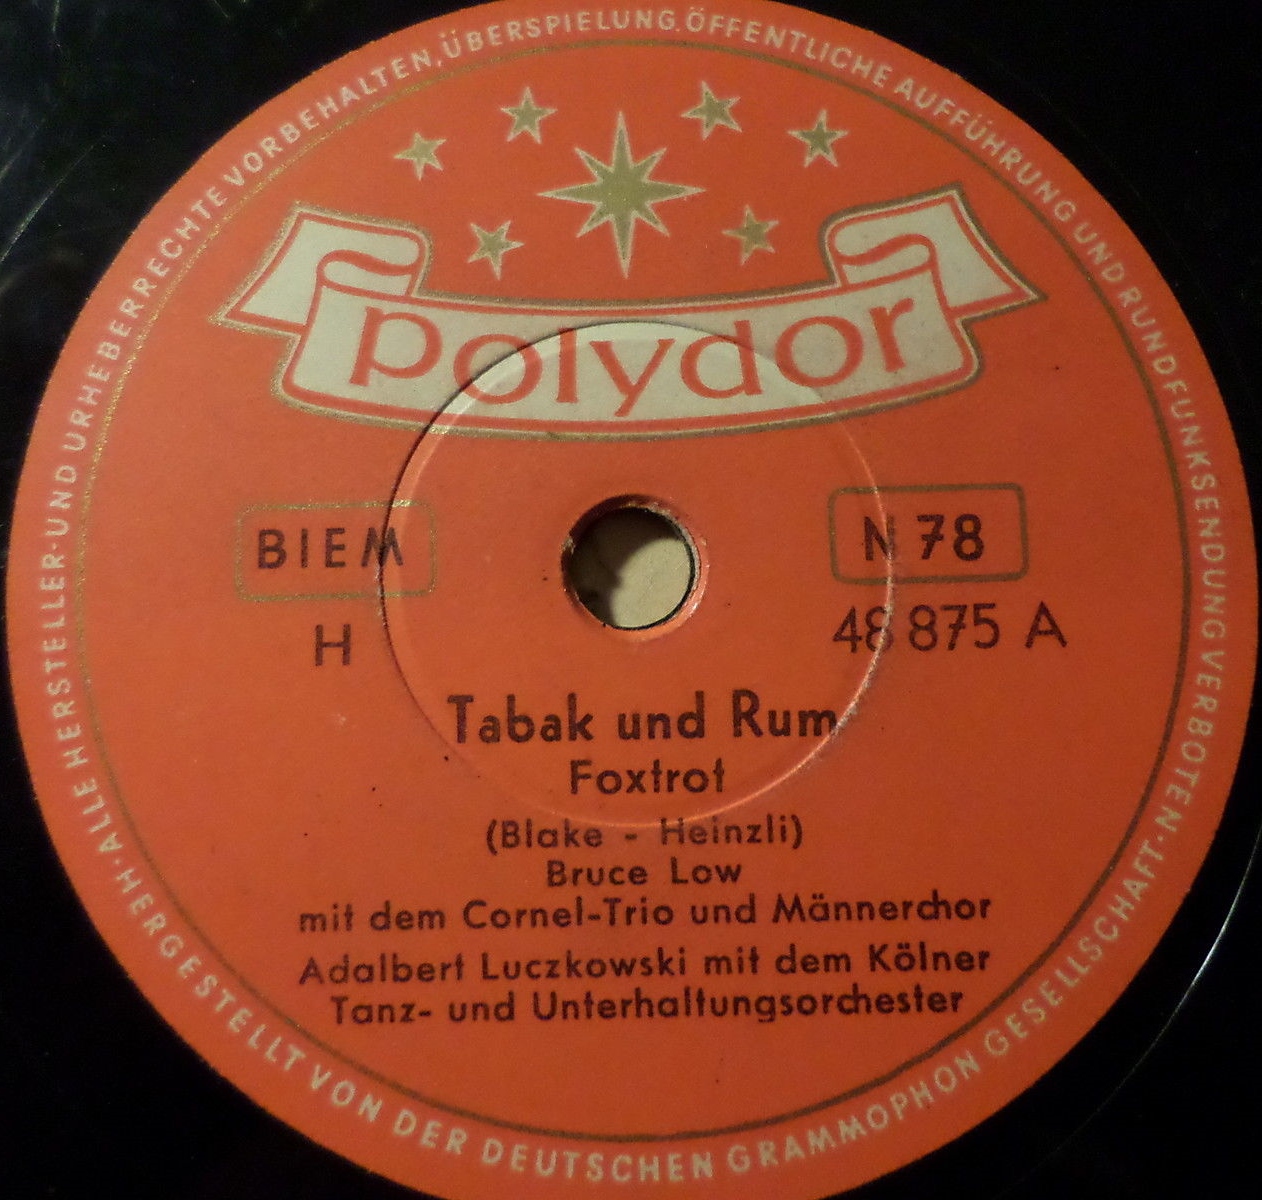 ALLE HERSTELLER- UND URHEBERRECHTE VORBEHALTEN, ÜBERSPIELUNG. ÖFFENTLICHE AUFFÜHRUNG UND RUNDFUNKSENDUNG VERBOTEN · HERGESTELLT VON DER DEUTSCHEN GRAMMOPHON GESELLSCHAFT ·
polydor
BIEM
N 78
H
48 875 A
Tabak und Rum
Foxtrot
(Blake - Heinzli)
Bruce Low
mit dem Cornel-Trio und Männerchor
Adalbert Luczkowski mit dem Kölner
Tanz- und Unterhaltungsorchester